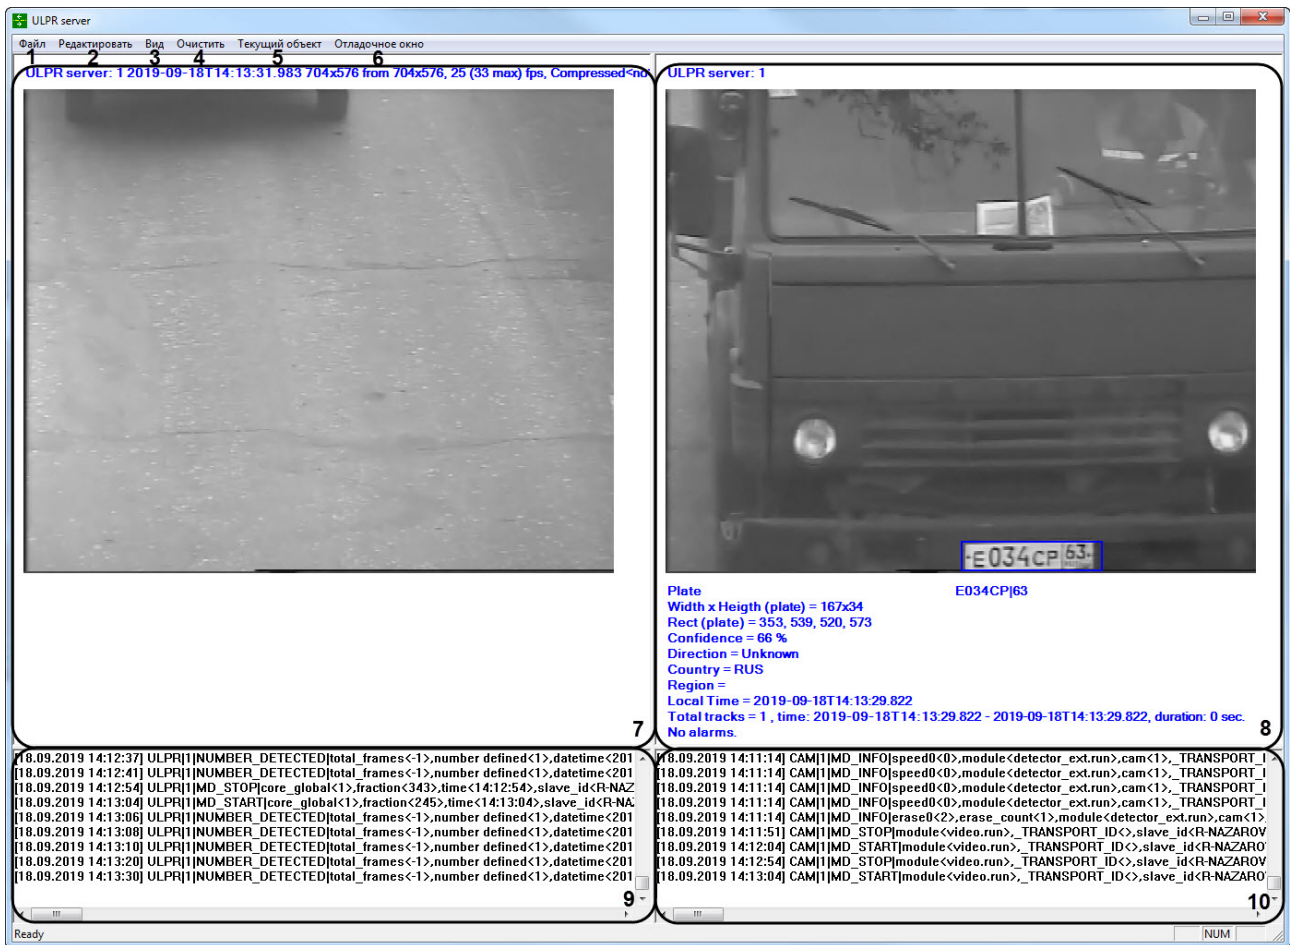 ULPR server
Файл Редактировать Вид Очистить Текущий объект Отладочное окно
1 2 3 4 5 6
ULPR server: 1 2019-09-18T14:13:31.983 704x576 from 704x576, 25 (33 max) fps, Compressed<no
ULPR server: 1
E034CP 63
Plate E034CP|63
Width x Heigth (plate) = 167x34
Rect (plate) = 353, 539, 520, 573
Confidence = 66 %
Direction = Unknown
Country = RUS
Region =
Local Time = 2019-09-18T14:13:29.822
Total tracks = 1 , time: 2019-09-18T14:13:29.822 - 2019-09-18T14:13:29.822, duration: 0 sec.
No alarms.
7
8
[18.09.2019 14:12:37] ULPR|1|NUMBER_DETECTED|total_frames<-1>,number defined<1>,datetime<201
[18.09.2019 14:12:41] ULPR|1|NUMBER_DETECTED|total_frames<-1>,number defined<1>,datetime<201
[18.09.2019 14:12:54] ULPR|1|MD_STOP|core_global<1>,fraction<343>,time<14:12:54>,slave_id<R-NAZ
[18.09.2019 14:13:04] ULPR|1|MD_START|core_global<1>,fraction<245>,time<14:13:04>,slave_id<R-NAZ
[18.09.2019 14:13:06] ULPR|1|NUMBER_DETECTED|total_frames<-1>,number defined<1>,datetime<201
[18.09.2019 14:13:08] ULPR|1|NUMBER_DETECTED|total_frames<-1>,number defined<1>,datetime<201
[18.09.2019 14:13:10] ULPR|1|NUMBER_DETECTED|total_frames<-1>,number defined<1>,datetime<201
[18.09.2019 14:13:20] ULPR|1|NUMBER_DETECTED|total_frames<-1>,number defined<1>,datetime<201
[18.09.2019 14:13:30] ULPR|1|NUMBER_DETECTED|total_frames<-1>,number defined<1>,datetime<201
9
[18.09.2019 14:11:14] CAM|1|MD_INFO|speed0<0>,module<detector_ext.run>,cam<1>,_TRANSPORT_I
[18.09.2019 14:11:14] CAM|1|MD_INFO|speed0<0>,module<detector_ext.run>,cam<1>,_TRANSPORT_I
[18.09.2019 14:11:14] CAM|1|MD_INFO|speed0<0>,module<detector_ext.run>,cam<1>,_TRANSPORT_I
[18.09.2019 14:11:14] CAM|1|MD_INFO|speed0<0>,module<detector_ext.run>,cam<1>,_TRANSPORT_I
[18.09.2019 14:11:14] CAM|1|MD_INFO|erase0<2>,erase_count<1>,module<detector_ext.run>,cam<1>,
[18.09.2019 14:11:51] CAM|1|MD_STOP|module<video.run>,_TRANSPORT_ID<>,slave_id<R-NAZAROV
[18.09.2019 14:12:04] CAM|1|MD_START|module<video.run>,_TRANSPORT_ID<>,slave_id<R-NAZARO
[18.09.2019 14:12:54] CAM|1|MD_STOP|module<video.run>,_TRANSPORT_ID<>,slave_id<R-NAZAROV
[18.09.2019 14:13:04] CAM|1|MD_START|module<video.run>,_TRANSPORT_ID<>,slave_id<R-NAZARO
10
Ready
NUM